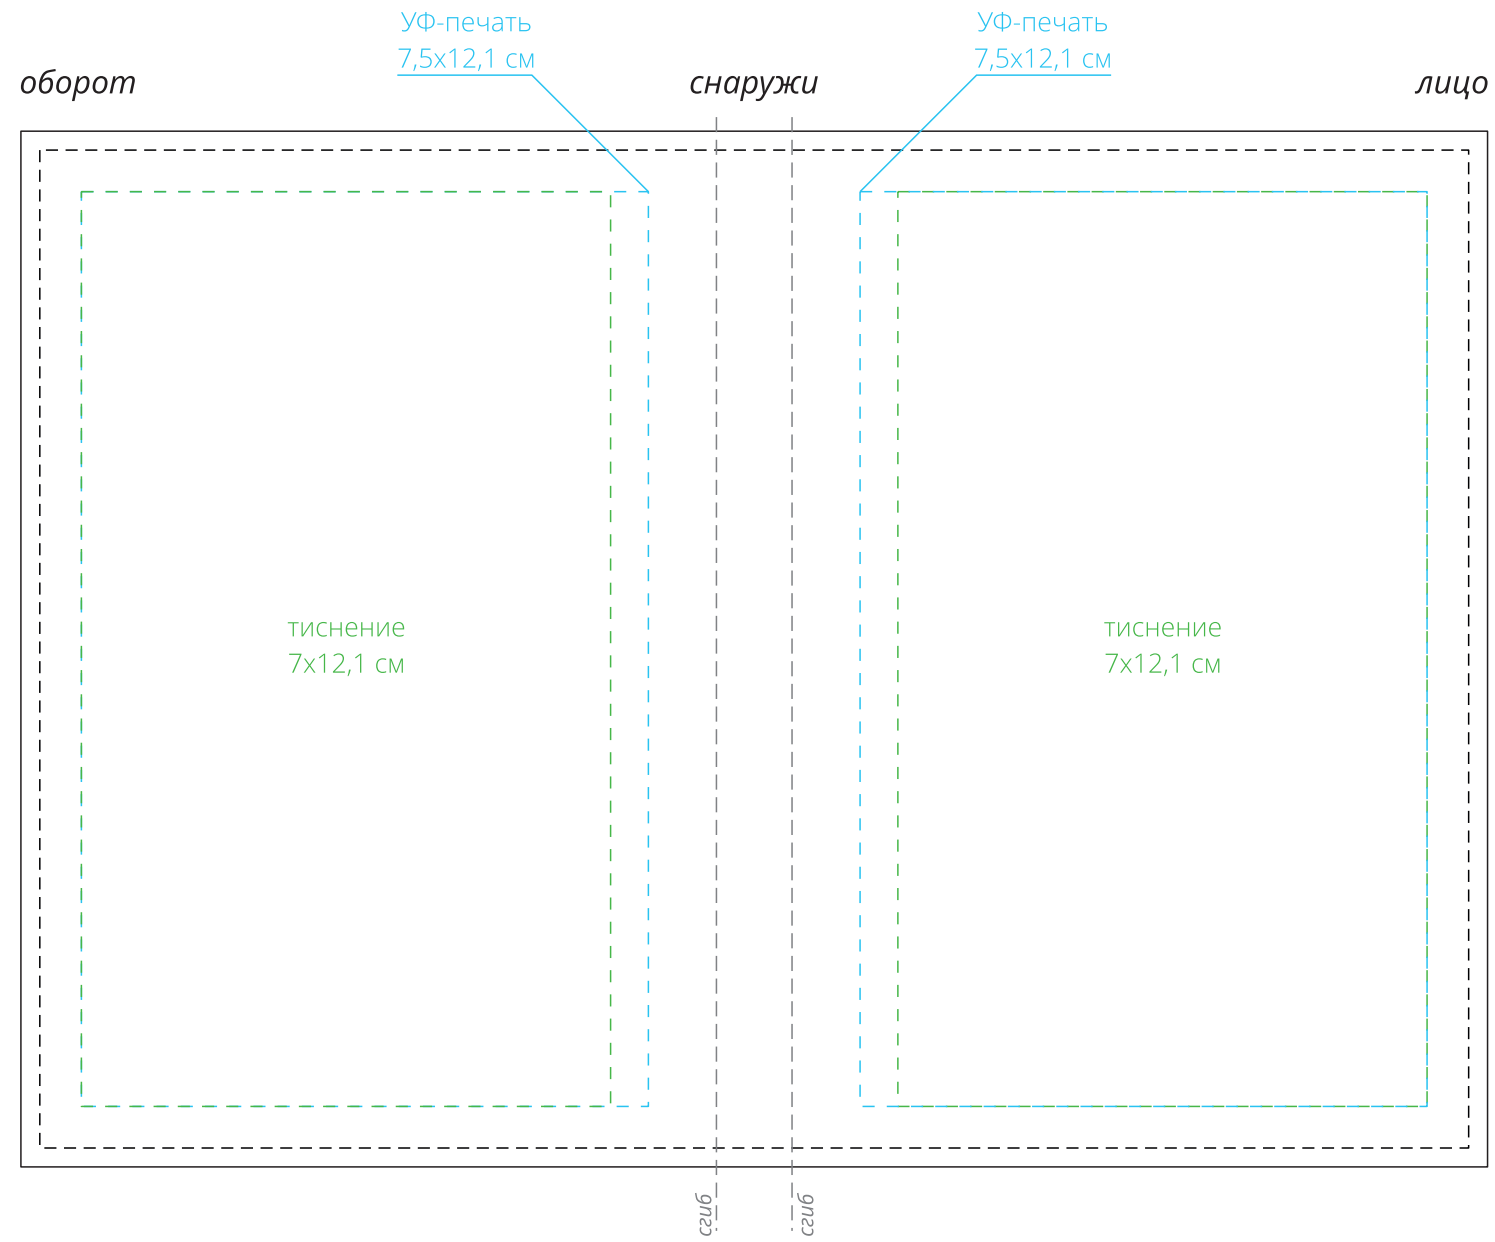 УФ-печать
7,5х12,1 см
УФ-печать
7,5х12,1 см
оборот
снаружи
лицо
тиснение
7х12,1 см
тиснение
7х12,1 см
сгиб
сгиб